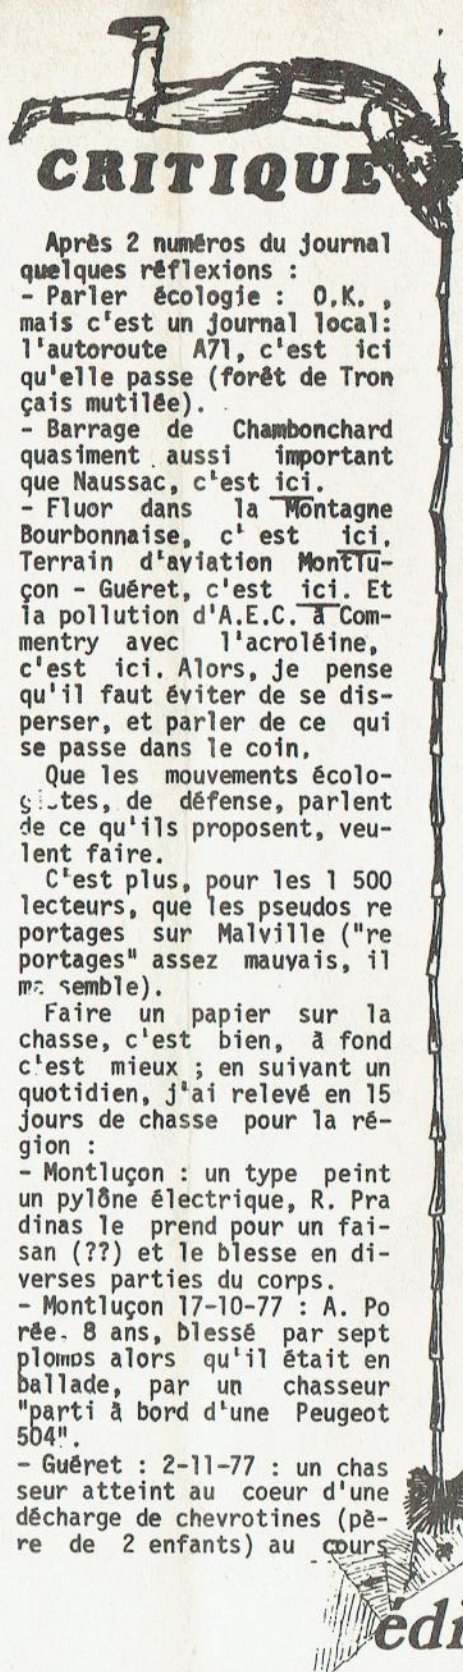 CRITIQUE
Après 2 numéros du journal
quelques réflexions :
- Parler écologie : O.K. ,
mais c'est un journal local:
l'autoroute A71, c'est ici
qu'elle passe (forêt de Tron
çais mutilée).
- Barrage de Chambonchard
quasiment aussi important
que Naussac, c'est ici.
- Fluor dans la Montagne
Bourbonnaise, c' est ici.
Terrain d'aviation Montlu-
çon - Guéret, c'est ici. Et
la pollution d'A.E.C. à Com-
mentry avec l'acroléine,
c'est ici. Alors, je pense
qu'il faut éviter de se dis-
perser, et parler de ce qui
se passe dans le coin.
Que les mouvements écolo-
gistes, de défense, parlent
de ce qu'ils proposent, veu-
lent faire.
C'est plus, pour les 1 500
lecteurs, que les pseudos re
portages sur Malville ("re
portages" assez mauvais, il
me semble).
Faire un papier sur la
chasse, c'est bien, à fond
c'est mieux ; en suivant un
quotidien, j'ai relevé en 15
jours de chasse pour la ré-
gion :
- Montluçon : un type peint
un pylône électrique, R. Pra
dinas le prend pour un fai-
san (??) et le blesse en di-
verses parties du corps.
- Montluçon 17-10-77 : A. Po
rée, 8 ans, blessé par sept
plombs alors qu'il était en
ballade, par un chasseur
"parti à bord d'une Peugeot
504".
- Guéret : 2-11-77 : un chas
seur atteint au coeur d'une
décharge de chevrotines (pè-
re de 2 enfants) au cours
édi